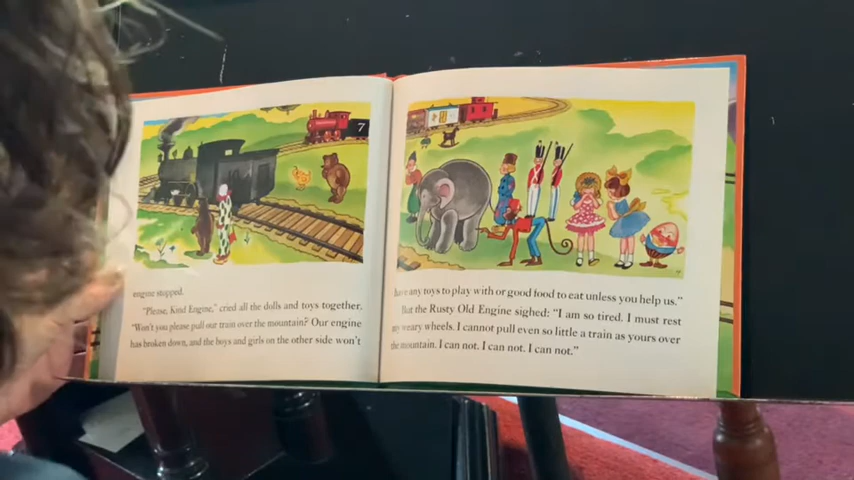 7
engine stopped.
"Please, Kind Engine," cried all the dolls and toys together.
"Won't you please pull our train over the mountain? Our engine
has broken down, and the boys and girls on the other side won't
have any toys to play with or good food to eat unless you help us."
But the Rusty Old Engine sighed: "I am so tired. I must rest
my weary wheels. I cannot pull even so little a train as yours over
the mountain. I can not. I can not. I can not."